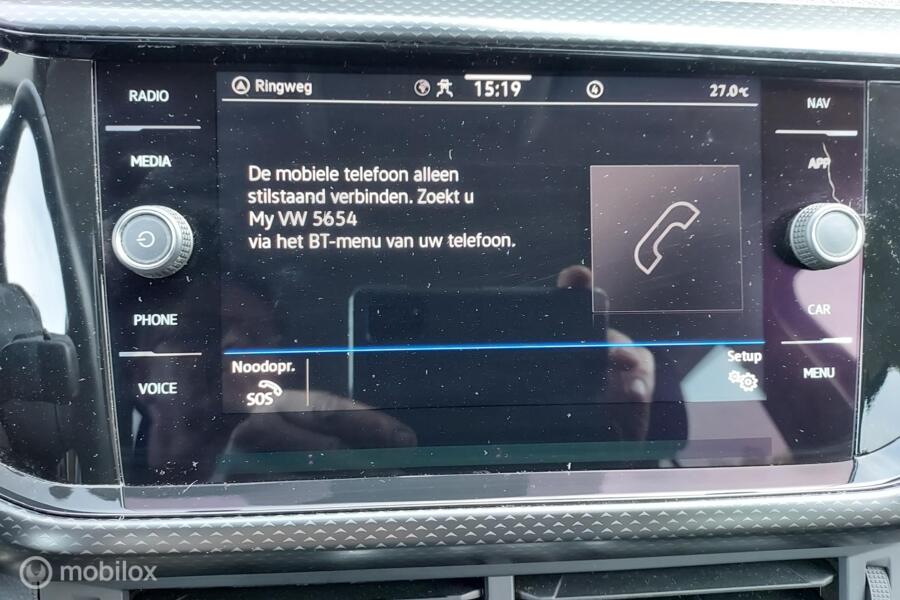 RADIO
MEDIA
PHONE
VOICE
Ringweg 15:19 4 27.0°C
De mobiele telefoon alleen
stilstaand verbinden. Zoekt u
My VW 5654
via het BT-menu van uw telefoon.
Noodopr.
SOS
Setup
NAV
APP
CAR
MENU
mobilox